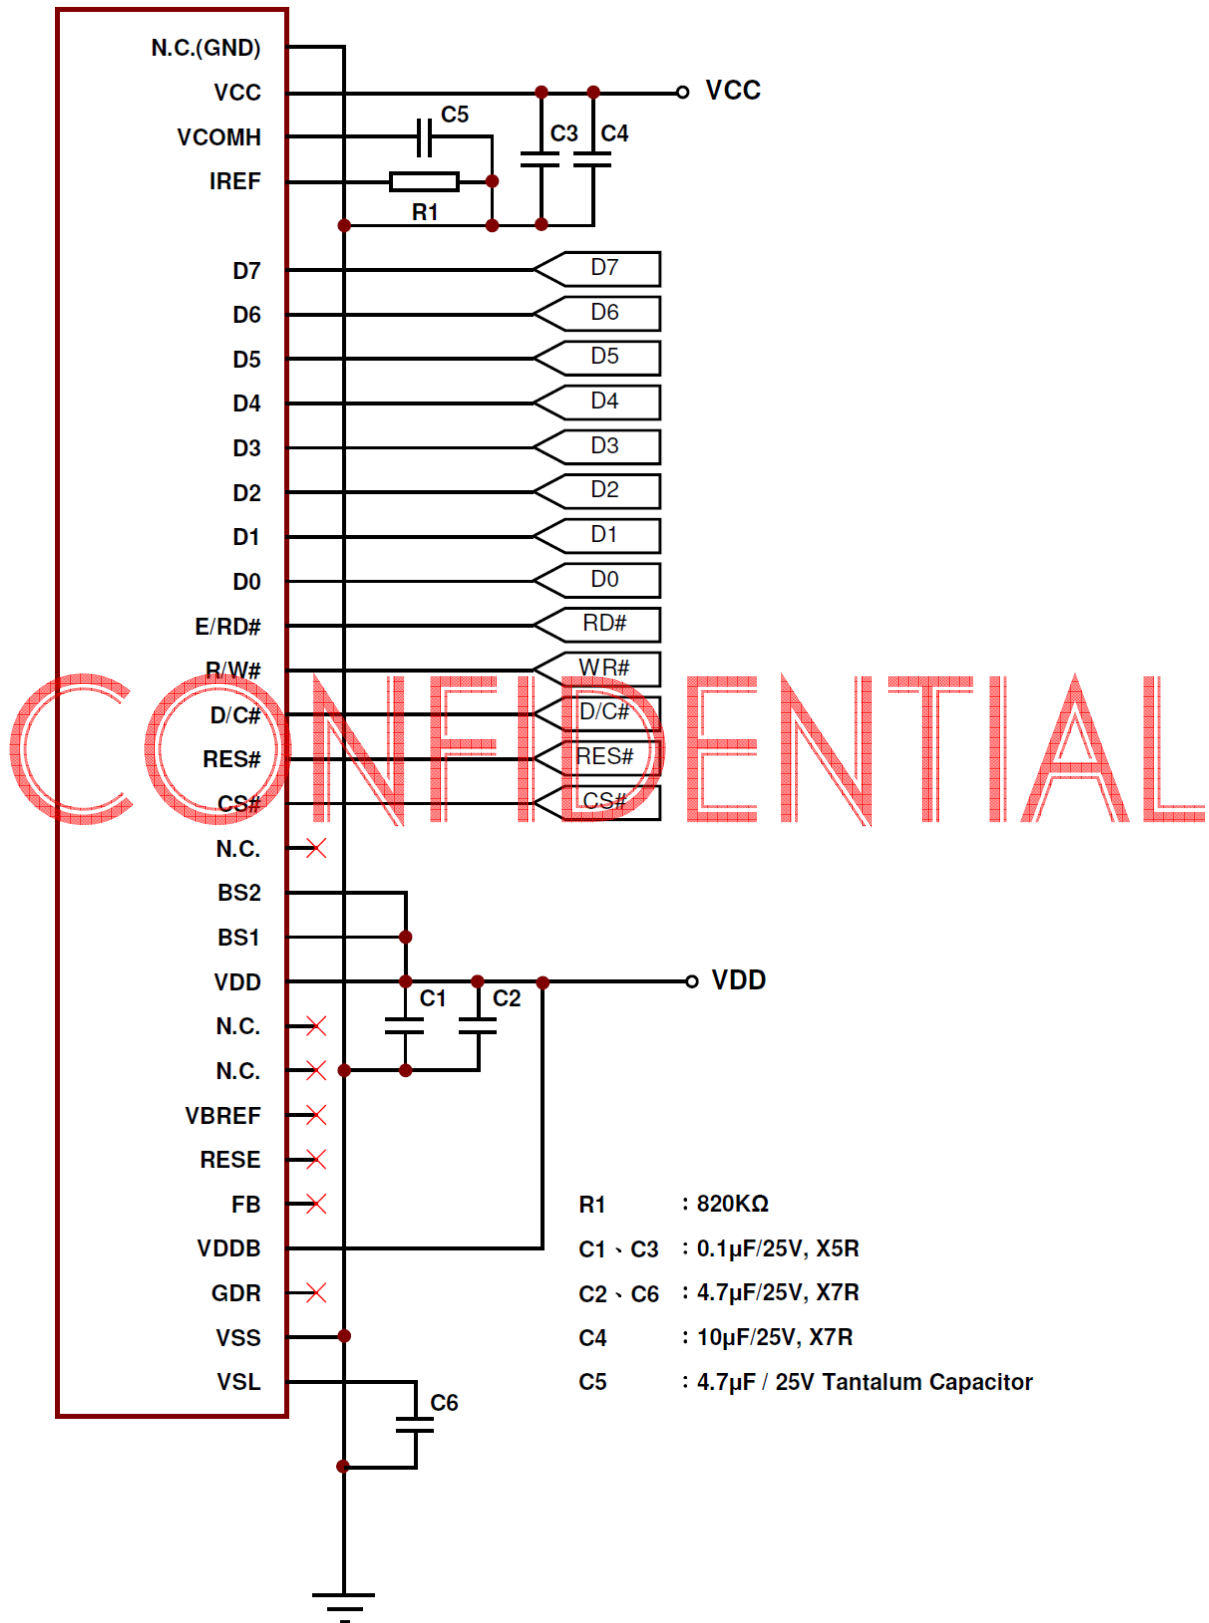 N.C.(GND)
VCC
VCC
C5
C3
C4
VCOMH
IREF
R1
D7
D7
D6
D6
D5
D5
D4
D4
D3
D3
D2
D2
D1
D1
D0
D0
E/RD#
RD#
R/W#
WR#
CONFIDENTIAL
D/C#
D/C#
RES#
RES#
CS#
CS#
N.C.
BS2
BS1
VDD
VDD
C1
C2
N.C.
N.C.
VBREF
RESE
FB
R1 : 820KΩ
VDDB
C1、C3 : 0.1µF/25V, X5R
GDR
C2、C6 : 4.7µF/25V, X7R
VSS
C4 : 10µF/25V, X7R
VSL
C5 : 4.7µF / 25V Tantalum Capacitor
C6